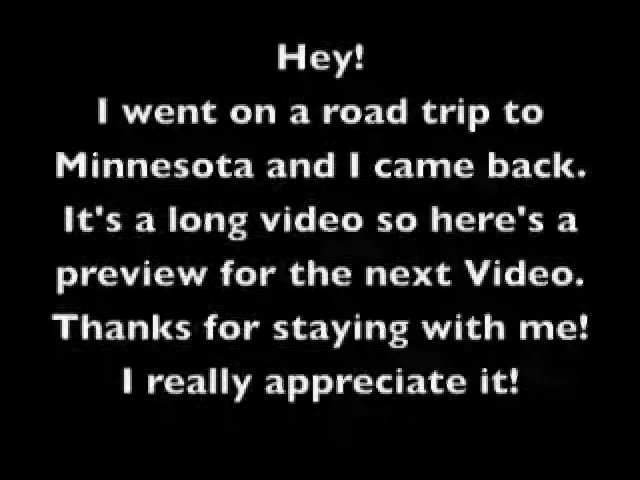 Hey!
I went on a road trip to
Minnesota and I came back.
It's a long video so here's a
preview for the next Video.
Thanks for staying with me!
I really appreciate it!